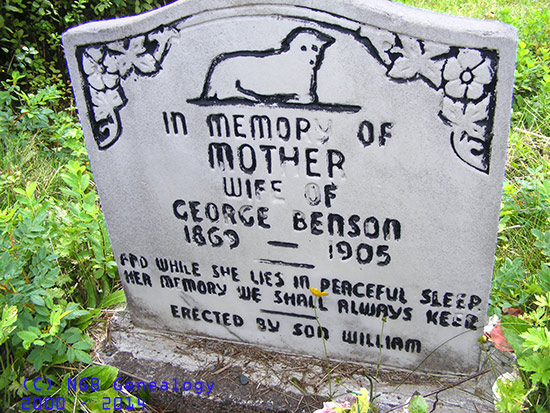 IN MEMORY OF
MOTHER
WIFE OF
GEORGE BENSON
1869 — 1905
AND WHILE SHE LIES IN PEACEFUL SLEEP
HER MEMORY WE SHALL ALWAYS KEEP
ERECTED BY SON WILLIAM
(C) NGB Genealogy
2000 - 2014